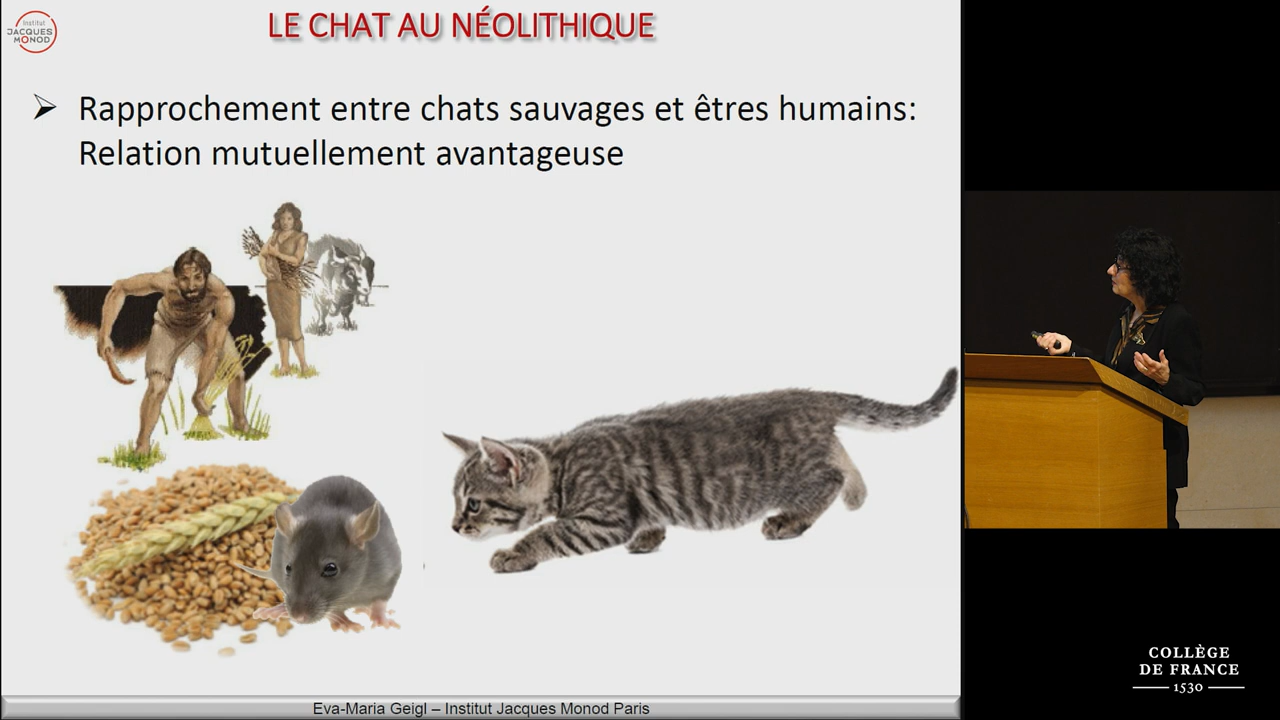 Institut
JACQUES
MONOD
LE CHAT AU NÉOLITHIQUE
➢ Rapprochement entre chats sauvages et êtres humains:
Relation mutuellement avantageuse
Eva-Maria Geigl – Institut Jacques Monod Paris
COLLÈGE
DE FRANCE
1530